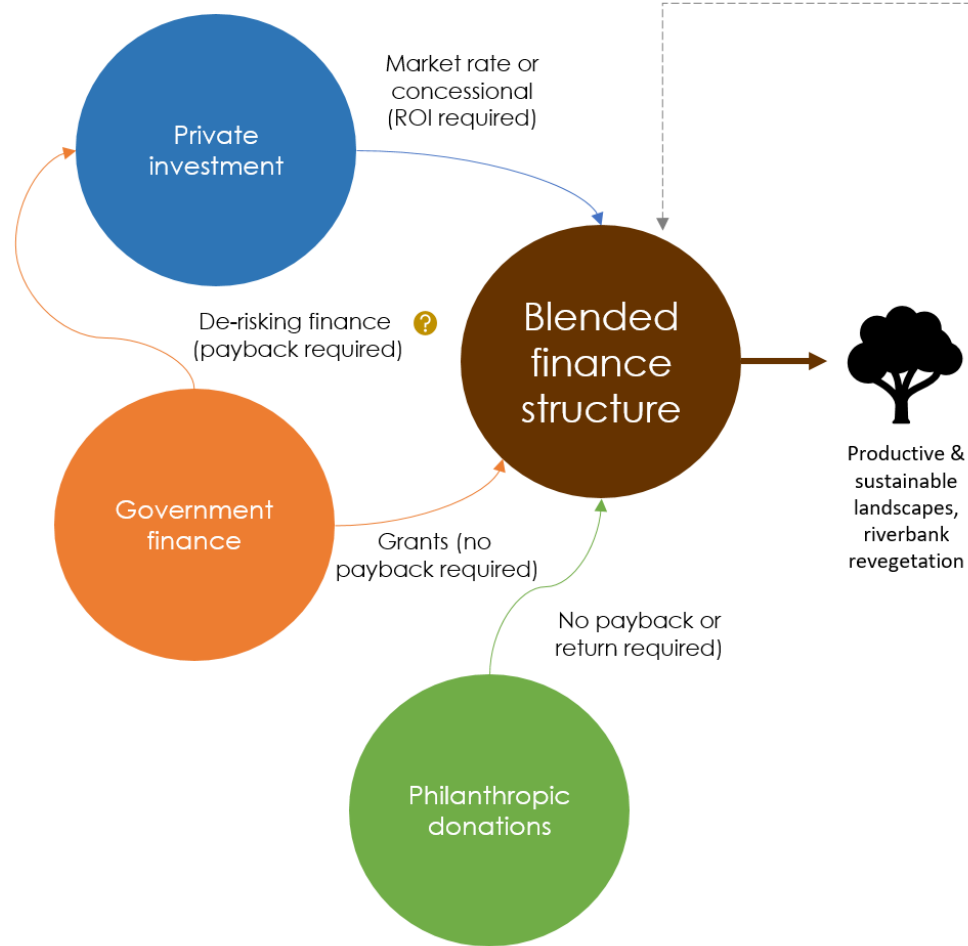 Market rate or
concessional
(ROI required)
Private
investment
De-risking finance
(payback required)
?
Blended
finance
structure
Productive &
sustainable
landscapes,
riverbank
revegetation
Government
finance
Grants (no
payback required)
No payback or
return required)
Philanthropic
donations